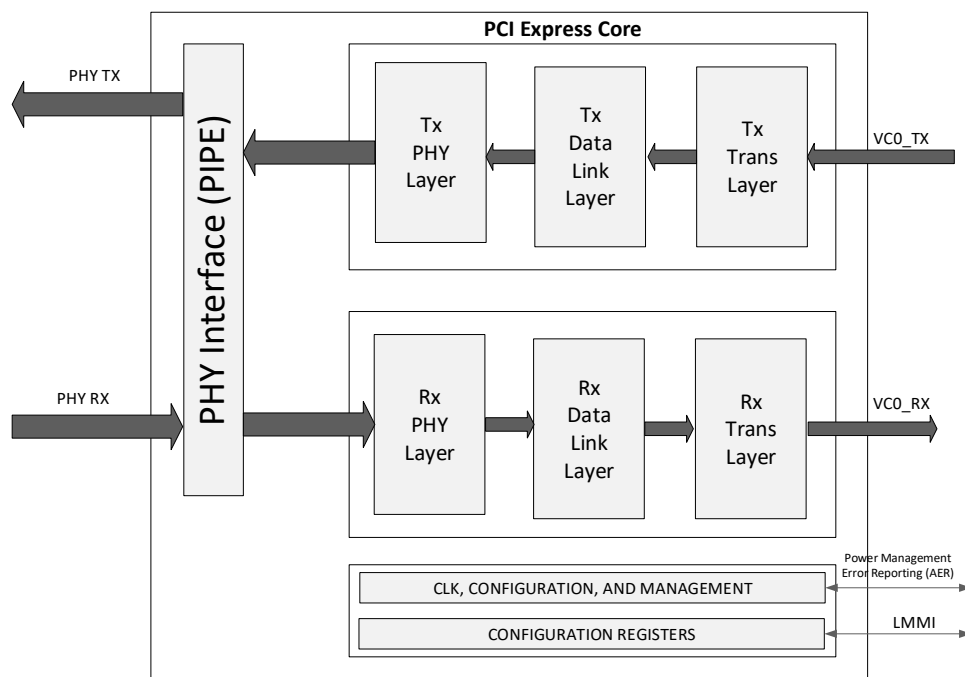 PCI Express Core
PHY TX
PHY Interface (PIPE)
Tx
PHY
Layer
Tx
Data
Link
Layer
Tx
Trans
Layer
VC0_TX
PHY RX
Rx
PHY
Layer
Rx
Data
Link
Layer
Rx
Trans
Layer
VC0_RX
Power Management
Error Reporting (AER)
CLK, CONFIGURATION, AND MANAGEMENT
CONFIGURATION REGISTERS
LMMI